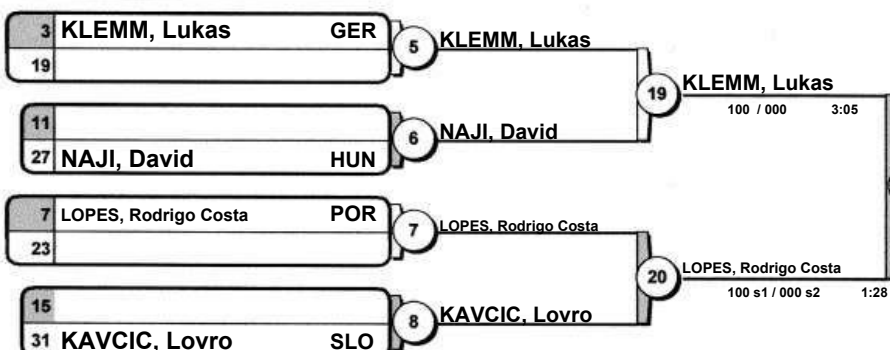 3 KLEMM, Lukas GER
19
5 KLEMM, Lukas
19 KLEMM, Lukas
100 / 000 3:05
11
27 NAJI, David HUN
6 NAJI, David
7 LOPES, Rodrigo Costa POR
23
7 LOPES, Rodrigo Costa
20 LOPES, Rodrigo Costa
100 s1 / 000 s2 1:28
15
31 KAVCIC, Lovro SLO
8 KAVCIC, Lovro